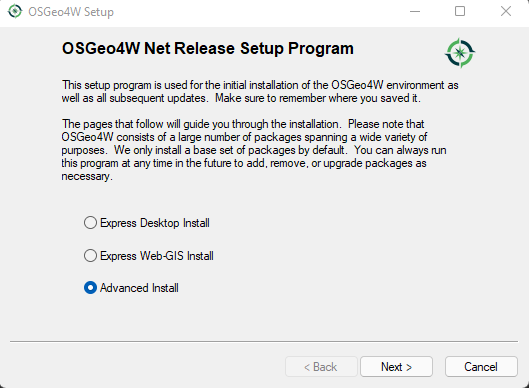 OSGeo4W Setup
OSGeo4W Net Release Setup Program
This setup program is used for the initial installation of the OSGeo4W environment as
well as all subsequent updates.  Make sure to remember where you saved it.
The pages that follow will guide you through the installation.  Please note that
OSGeo4W consists of a large number of packages spanning a wide variety of
purposes.  We only install a base set of packages by default.  You can always run
this program at any time in the future to add, remove, or upgrade packages as
necessary.
Express Desktop Install
Express Web-GIS Install
Advanced Install
< Back
Next >
Cancel